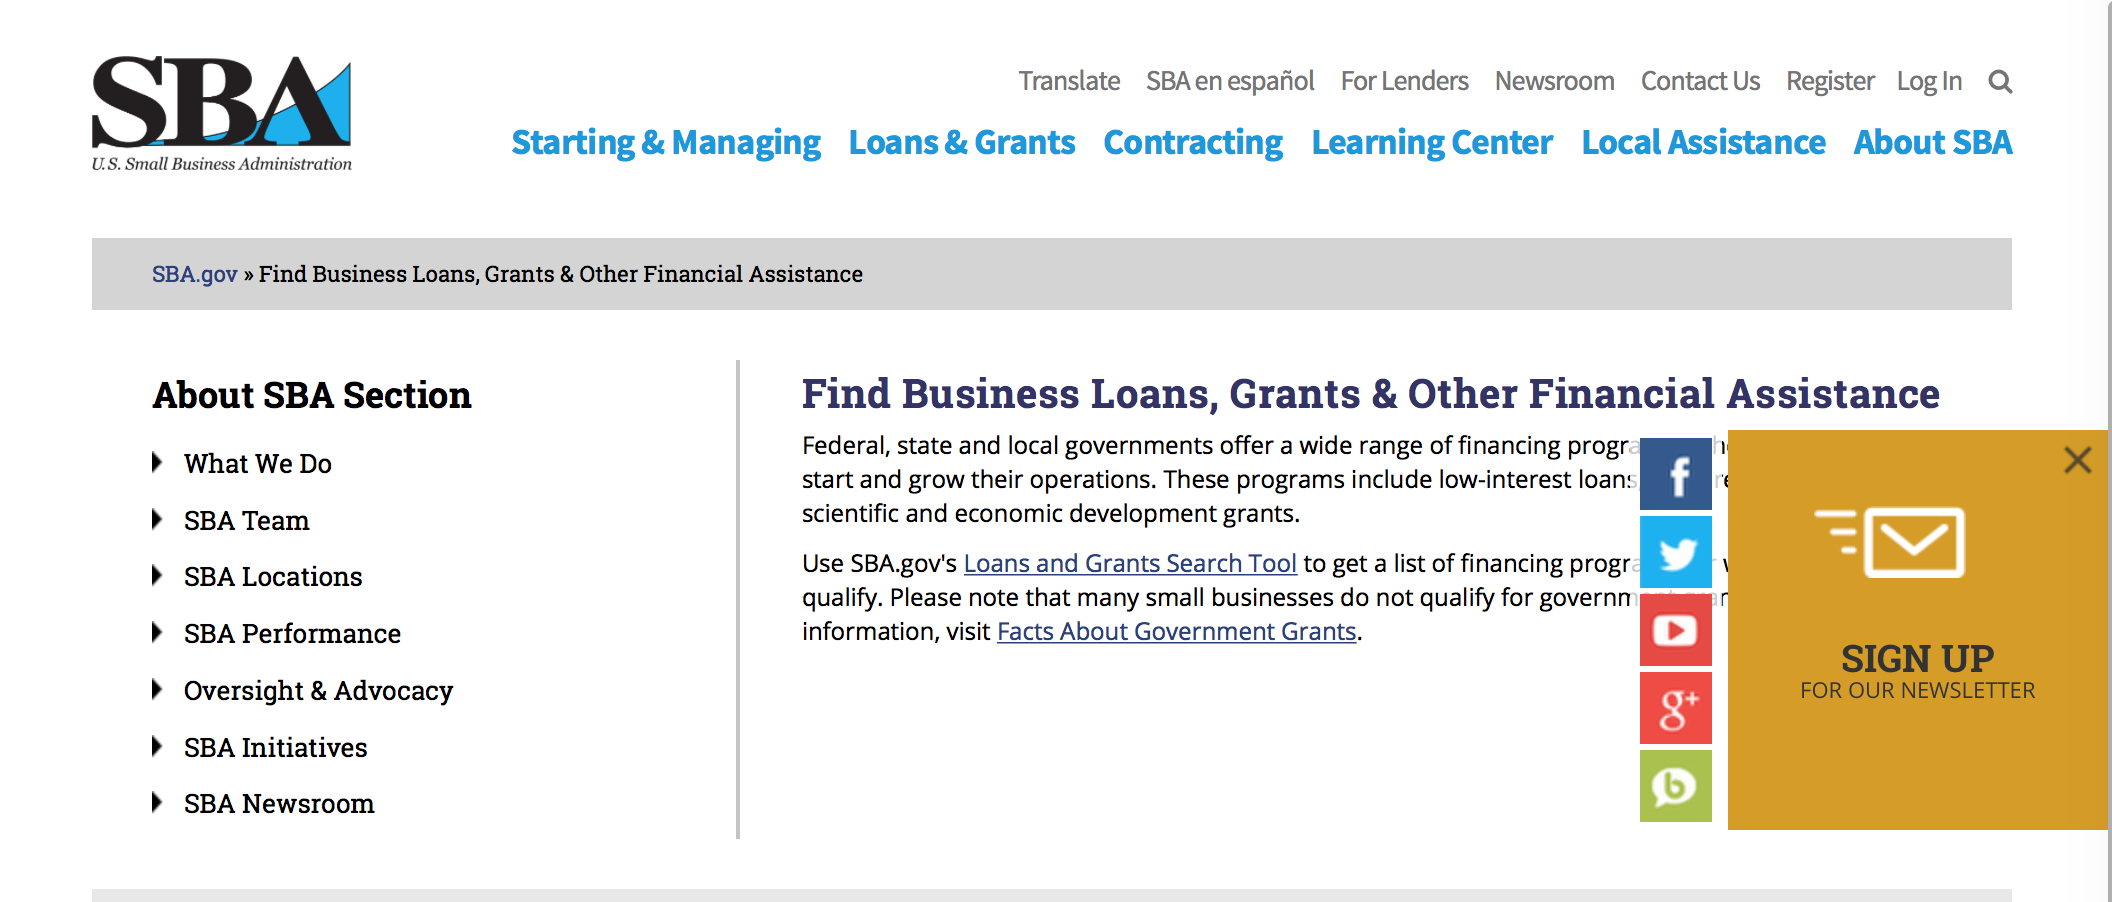 SBA
U.S. Small Business Administration
Translate SBA en español For Lenders Newsroom Contact Us Register Log In
Starting & Managing Loans & Grants Contracting Learning Center Local Assistance About SBA
SBA.gov » Find Business Loans, Grants & Other Financial Assistance
About SBA Section
What We Do
SBA Team
SBA Locations
SBA Performance
Oversight & Advocacy
SBA Initiatives
SBA Newsroom
Find Business Loans, Grants & Other Financial Assistance
Federal, state and local governments offer a wide range of financing
start and grow their operations. These programs include low-interest loans,
scientific and economic development grants.
Use SBA.gov's Loans and Grants Search Tool to get a list of financing
qualify. Please note that many small businesses do not qualify for
information, visit Facts About Government Grants.
f
g+
b
SIGN UP
FOR OUR NEWSLETTER